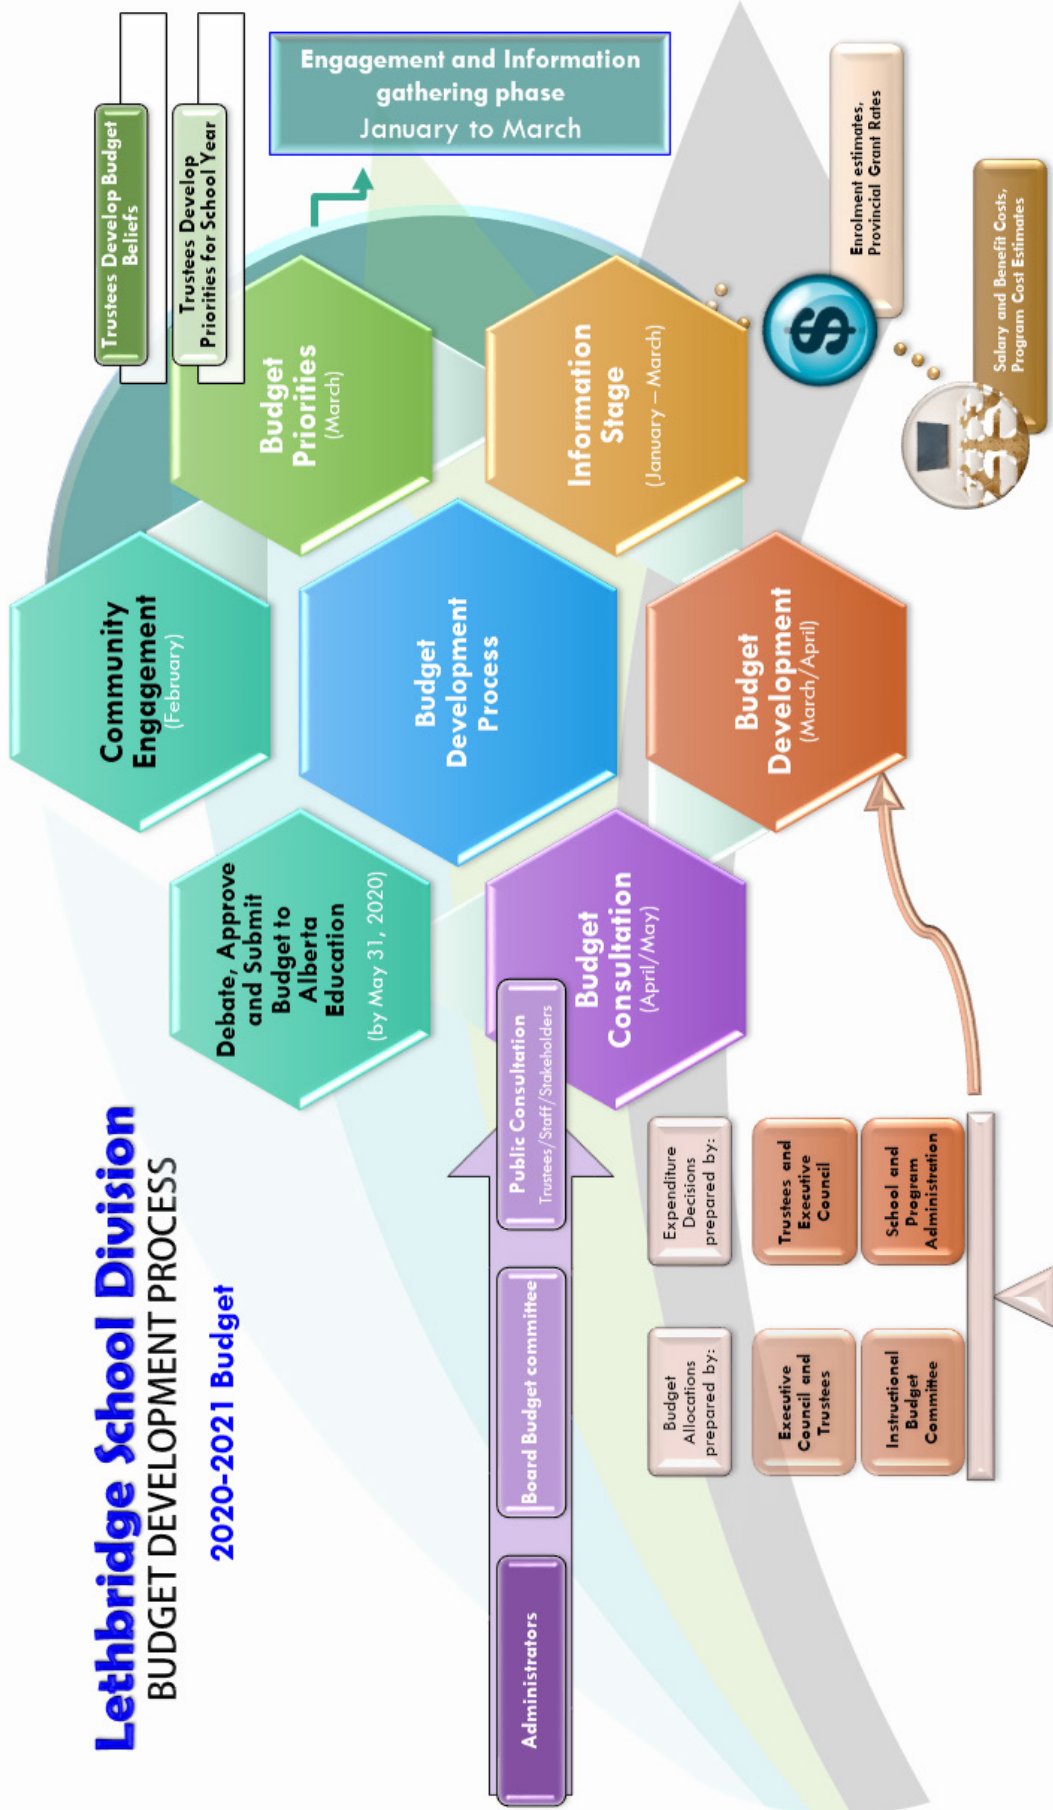 Lethbridge School Division
BUDGET DEVELOPMENT PROCESS
2020-2021 Budget
Community
Engagement
(February)
Trustees Develop Budget
Beliefs
Trustees Develop
Priorities for School Year
Budget
Priorities
(March)
Engagement and Information
gathering phase
January to March
Debate, Approve
and Submit
Budget to
Alberta
Education
(by May 31, 2020)
Budget
Development
Process
Information
Stage
(January – March)
Administrators
Board Budget committee
Public Consultation
Trustees/Staff/Stakeholders
Budget
Consultation
(April/May)
Budget
Development
(March/April)
$
Enrolment estimates,
Provincial Grant Rates
Salary and Benefit Costs,
Program Cost Estimates
Budget
Allocations
prepared by:
Executive
Council and
Trustees
Instructional
Budget
Committee
Expenditure
Decisions
prepared by:
Trustees and
Executive
Council
School and
Program
Administration